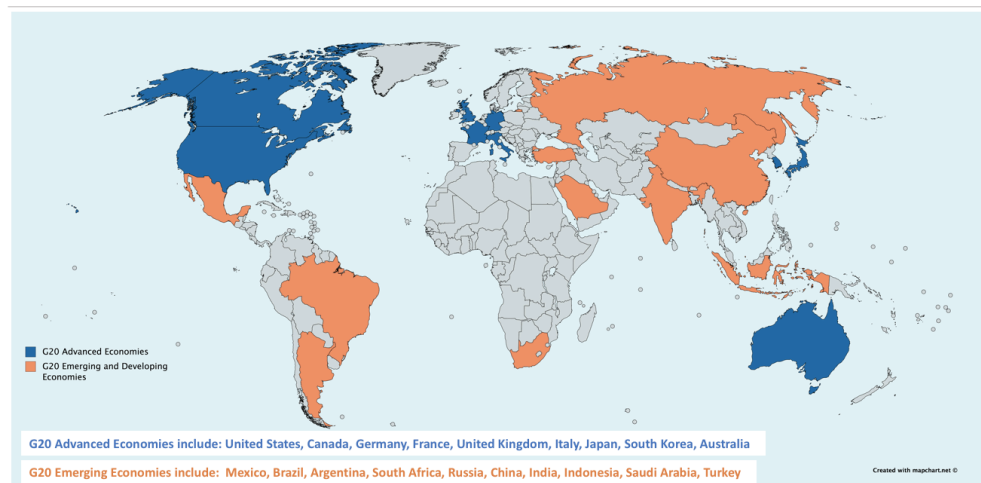 G20 Advanced Economies
G20 Emerging and Developing
Economies
G20 Advanced Economies include: United States, Canada, Germany, France, United Kingdom, Italy, Japan, South Korea, Australia
G20 Emerging Economies include: Mexico, Brazil, Argentina, South Africa, Russia, China, India, Indonesia, Saudi Arabia, Turkey
Created with mapchart.net ©